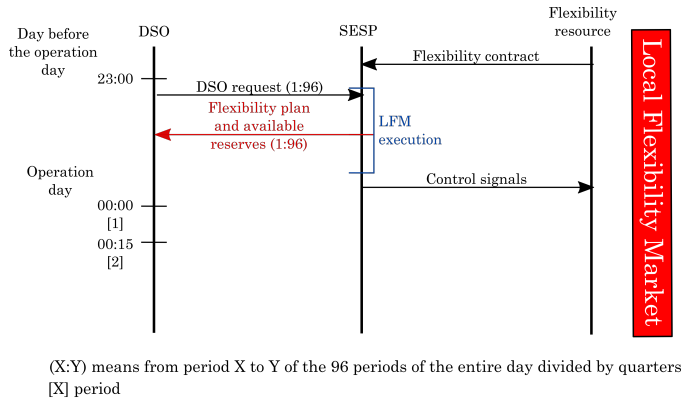 Day before
the operation
day
DSO
SESP
Flexibility
resource
Flexibility contract
23:00
DSO request (1:96)
Flexibility plan
and available
reserves (1:96)
LFM
execution
Operation
day
Control signals
00:00
[1]
00:15
[2]
Local Flexibility Market
(X:Y) means from period X to Y of the 96 periods of the entire day divided by quarters
[X] period